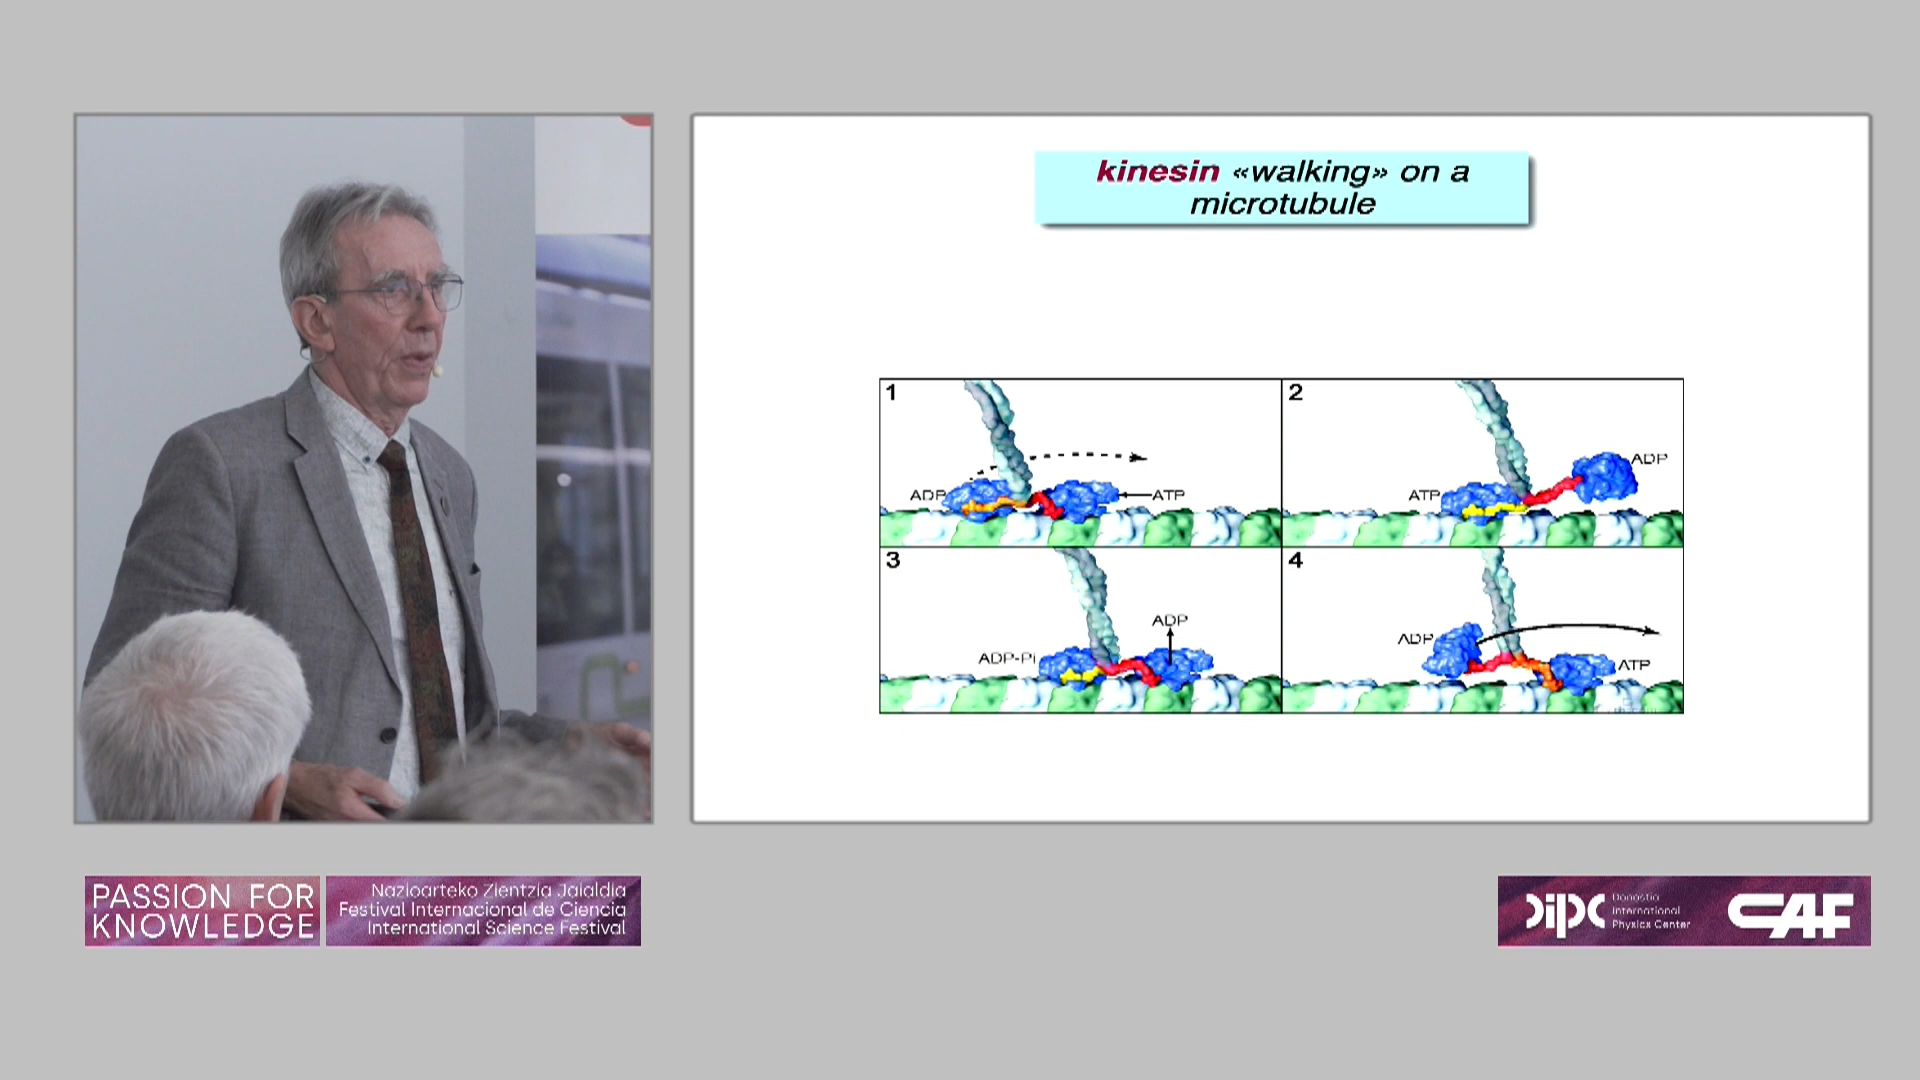 kinesin «walking» on a
microtubule
1
ADP
ATP
2
ATP
ADP
3
ADP-Pi
ADP
4
ADP
ATP
PASSION FOR
KNOWLEDGE
Nazioarteko Zientzia Jaialdia
Festival Internacional de Ciencia
International Science Festival
DIPC
Donostia
International
Physics Center
CAF